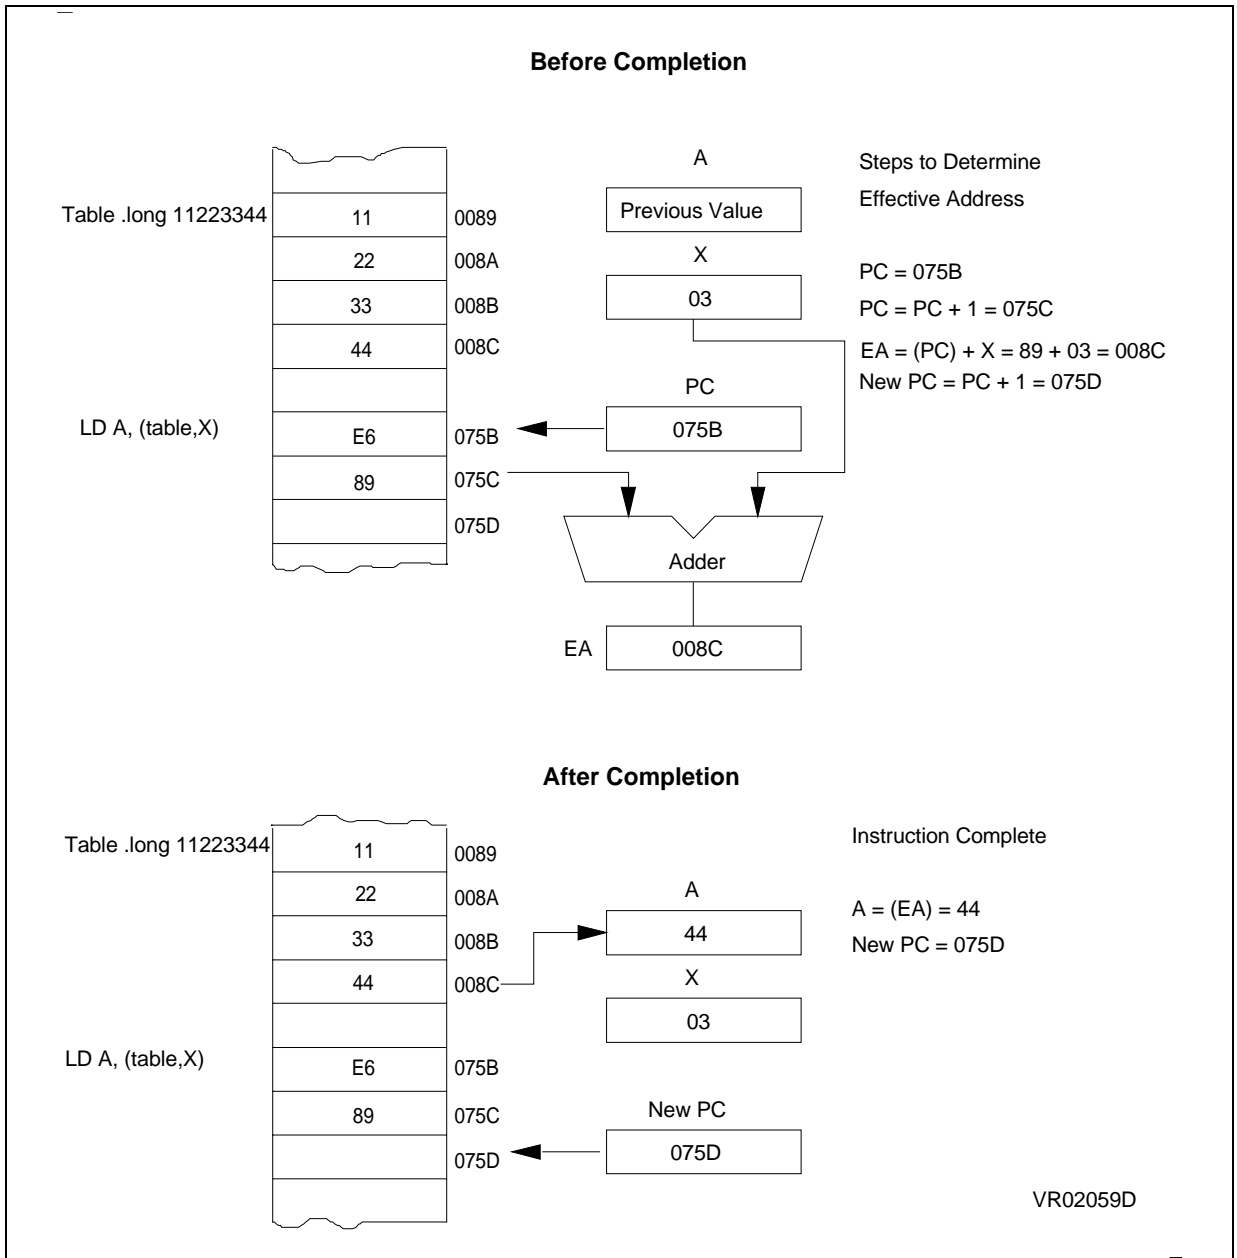 Before Completion
A
Steps to Determine
Effective Address
Table .long 11223344
11
0089
Previous Value
22
008A
X
PC = 075B
33
008B
03
PC = PC + 1 = 075C
44
008C
EA = (PC) + X = 89 + 03 = 008C
New PC = PC + 1 = 075D
PC
LD A, (table,X)
E6
075B
075B
89
075C
075D
Adder
EA
008C
After Completion
Table .long 11223344
11
0089
Instruction Complete
22
008A
A
A = (EA) = 44
33
008B
44
New PC = 075D
44
008C
X
03
LD A, (table,X)
E6
075B
89
075C
New PC
075D
075D
VR02059D